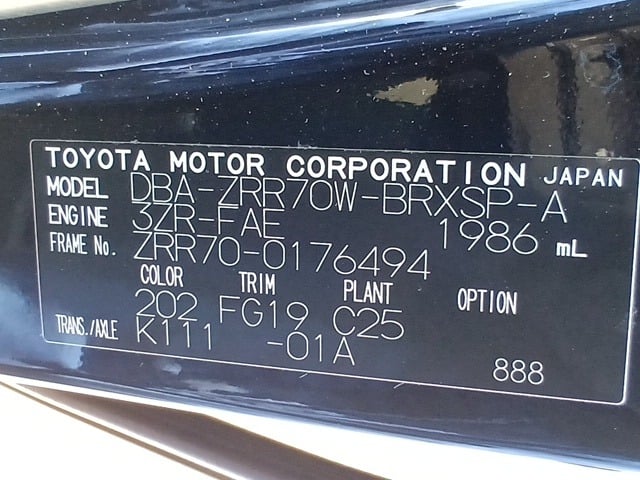 TOYOTA MOTOR CORPORATION JAPAN
MODEL DBA-ZRR70W-BRXSP-A
ENGINE 3ZR-FAE 1986 mL
FRAME No. ZRR70-0176494
COLOR TRIM PLANT OPTION
202 FG19 C25
TRANS./AXLE K111 -01A
888